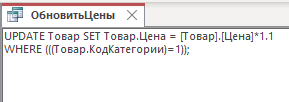 ОбновитьЦены
UPDATE Товар SET Товар.Цена = [Товар].[Цена]*1.1
WHERE (((Товар.КодКатегории)=1));